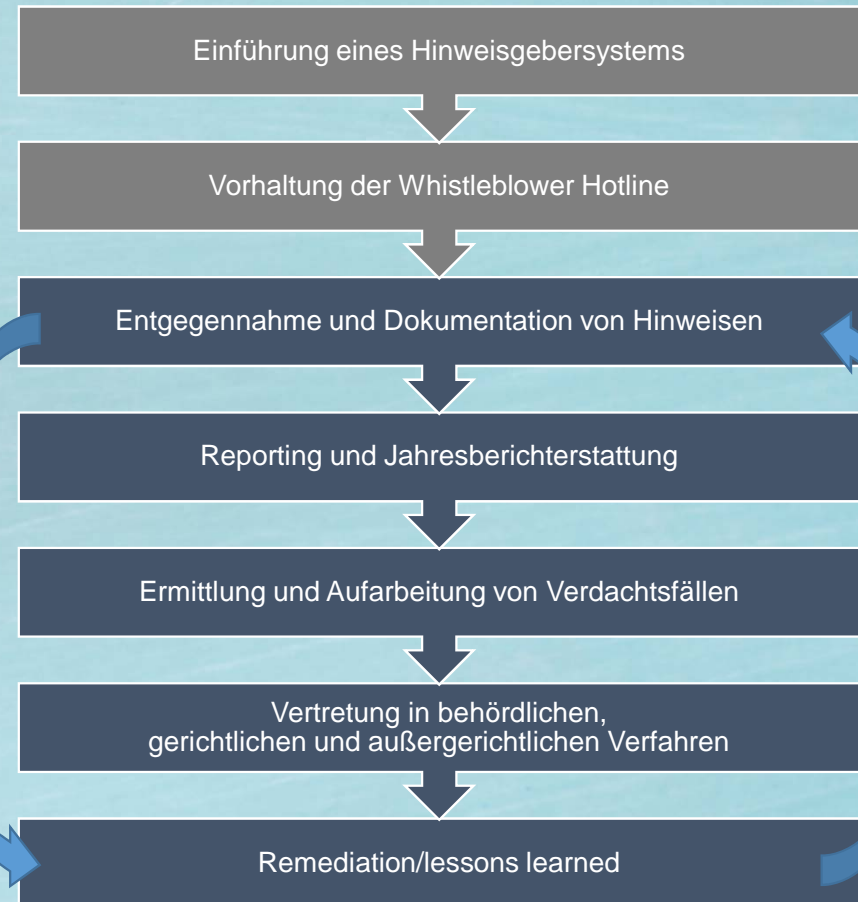 Einführung eines Hinweisgebersystems
Vorhaltung der Whistleblower Hotline
Entgegennahme und Dokumentation von Hinweisen
Reporting und Jahresberichterstattung
Ermittlung und Aufarbeitung von Verdachtsfällen
Vertretung in behördlichen,
gerichtlichen und außergerichtlichen Verfahren
Remediation/lessons learned